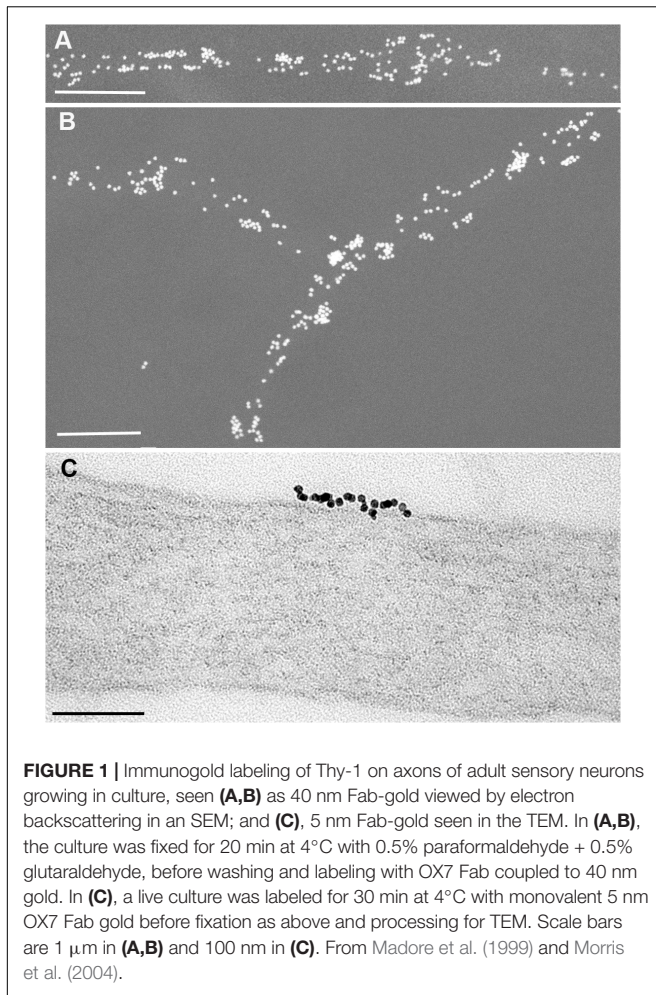 A
B
C
FIGURE 1 | Immunogold labeling of Thy-1 on axons of adult sensory neurons
growing in culture, seen (A,B) as 40 nm Fab-gold viewed by electron
backscattering in an SEM; and (C), 5 nm Fab-gold seen in the TEM. In (A,B),
the culture was fixed for 20 min at 4°C with 0.5% paraformaldehyde + 0.5%
glutaraldehyde, before washing and labeling with OX7 Fab coupled to 40 nm
gold. In (C), a live culture was labeled for 30 min at 4°C with monovalent 5 nm
OX7 Fab gold before fixation as above and processing for TEM. Scale bars
are 1 μm in (A,B) and 100 nm in (C). From Madore et al. (1999) and Morris
et al. (2004).